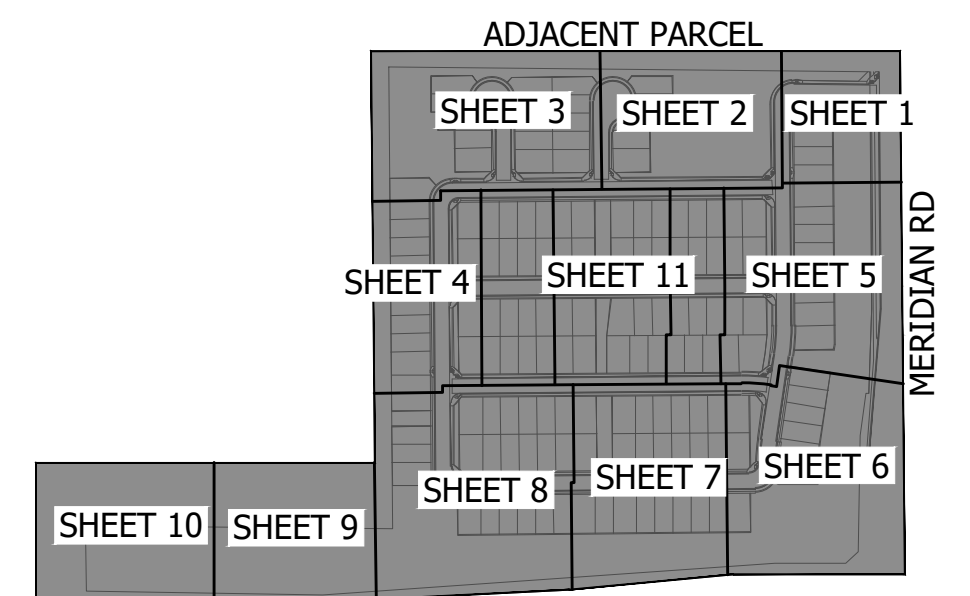 ADJACENT PARCEL
SHEET 3
SHEET 2
SHEET 1
MERIDIAN RD
SHEET 4
SHEET 11
SHEET 5
SHEET 8
SHEET 7
SHEET 6
SHEET 10
SHEET 9